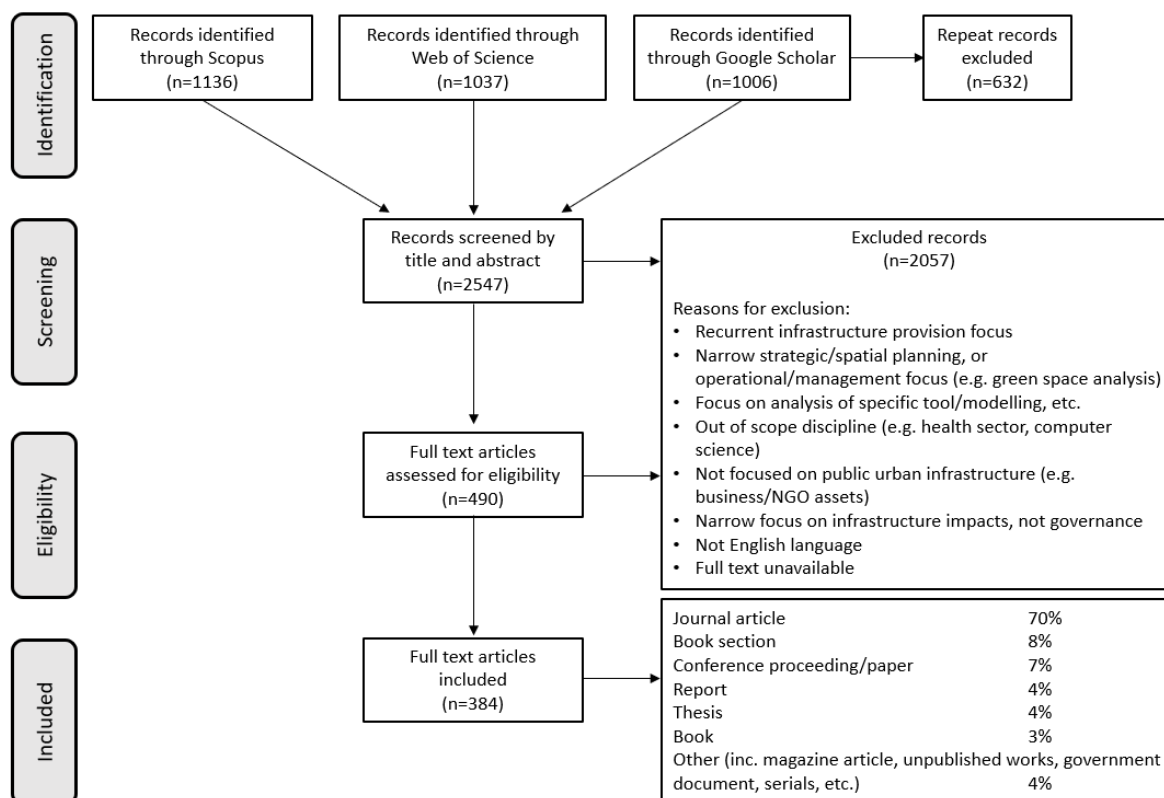 Identification
Records identified
through Scopus
(n=1136)
Records identified through
Web of Science
(n=1037)
Records identified
through Google Scholar
(n=1006)
Repeat records
excluded
(n=632)
Screening
Records screened by
title and abstract
(n=2547)
Excluded records
(n=2057)
Reasons for exclusion:
• Recurrent infrastructure provision focus
• Narrow strategic/spatial planning, or
operational/management focus (e.g. green space analysis)
• Focus on analysis of specific tool/modelling, etc.
• Out of scope discipline (e.g. health sector, computer
science)
• Not focused on public urban infrastructure (e.g.
business/NGO assets)
• Narrow focus on infrastructure impacts, not governance
• Not English language
• Full text unavailable
Eligibility
Full text articles
assessed for eligibility
(n=490)
Included
Full text articles
included
(n=384)
Journal article 70%
Book section 8%
Conference proceeding/paper 7%
Report 4%
Thesis 4%
Book 3%
Other (inc. magazine article, unpublished works, government
document, serials, etc.) 4%